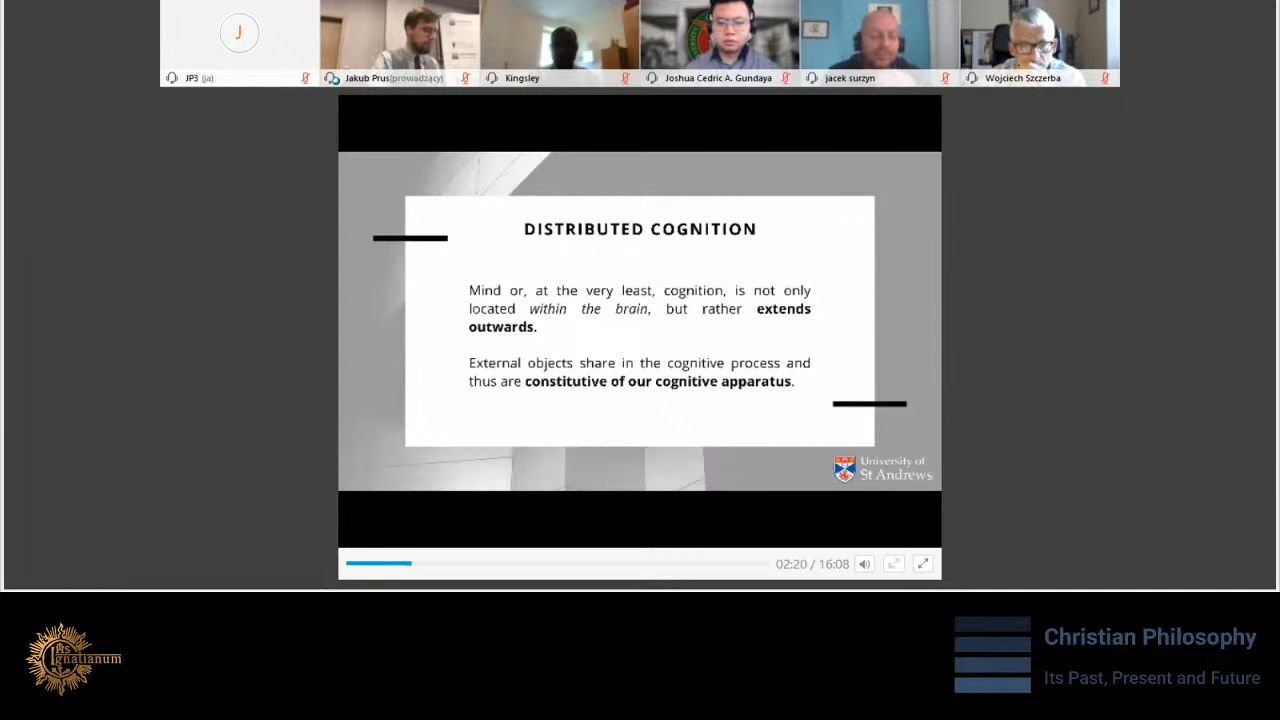 J
JP3 (ja)
Jakub Prus(prowadzący)
Kingsley
Joshua Cedric A. Gundaya
jacek surzyn
Wojciech Szczerba
DISTRIBUTED COGNITION
Mind or, at the very least, cognition, is not only
located within the brain, but rather extends
outwards.
External objects share in the cognitive process and
thus are constitutive of our cognitive apparatus.
University of
St Andrews
02:20 / 16:08
Ignatianum
Christian Philosophy
Its Past, Present and Future